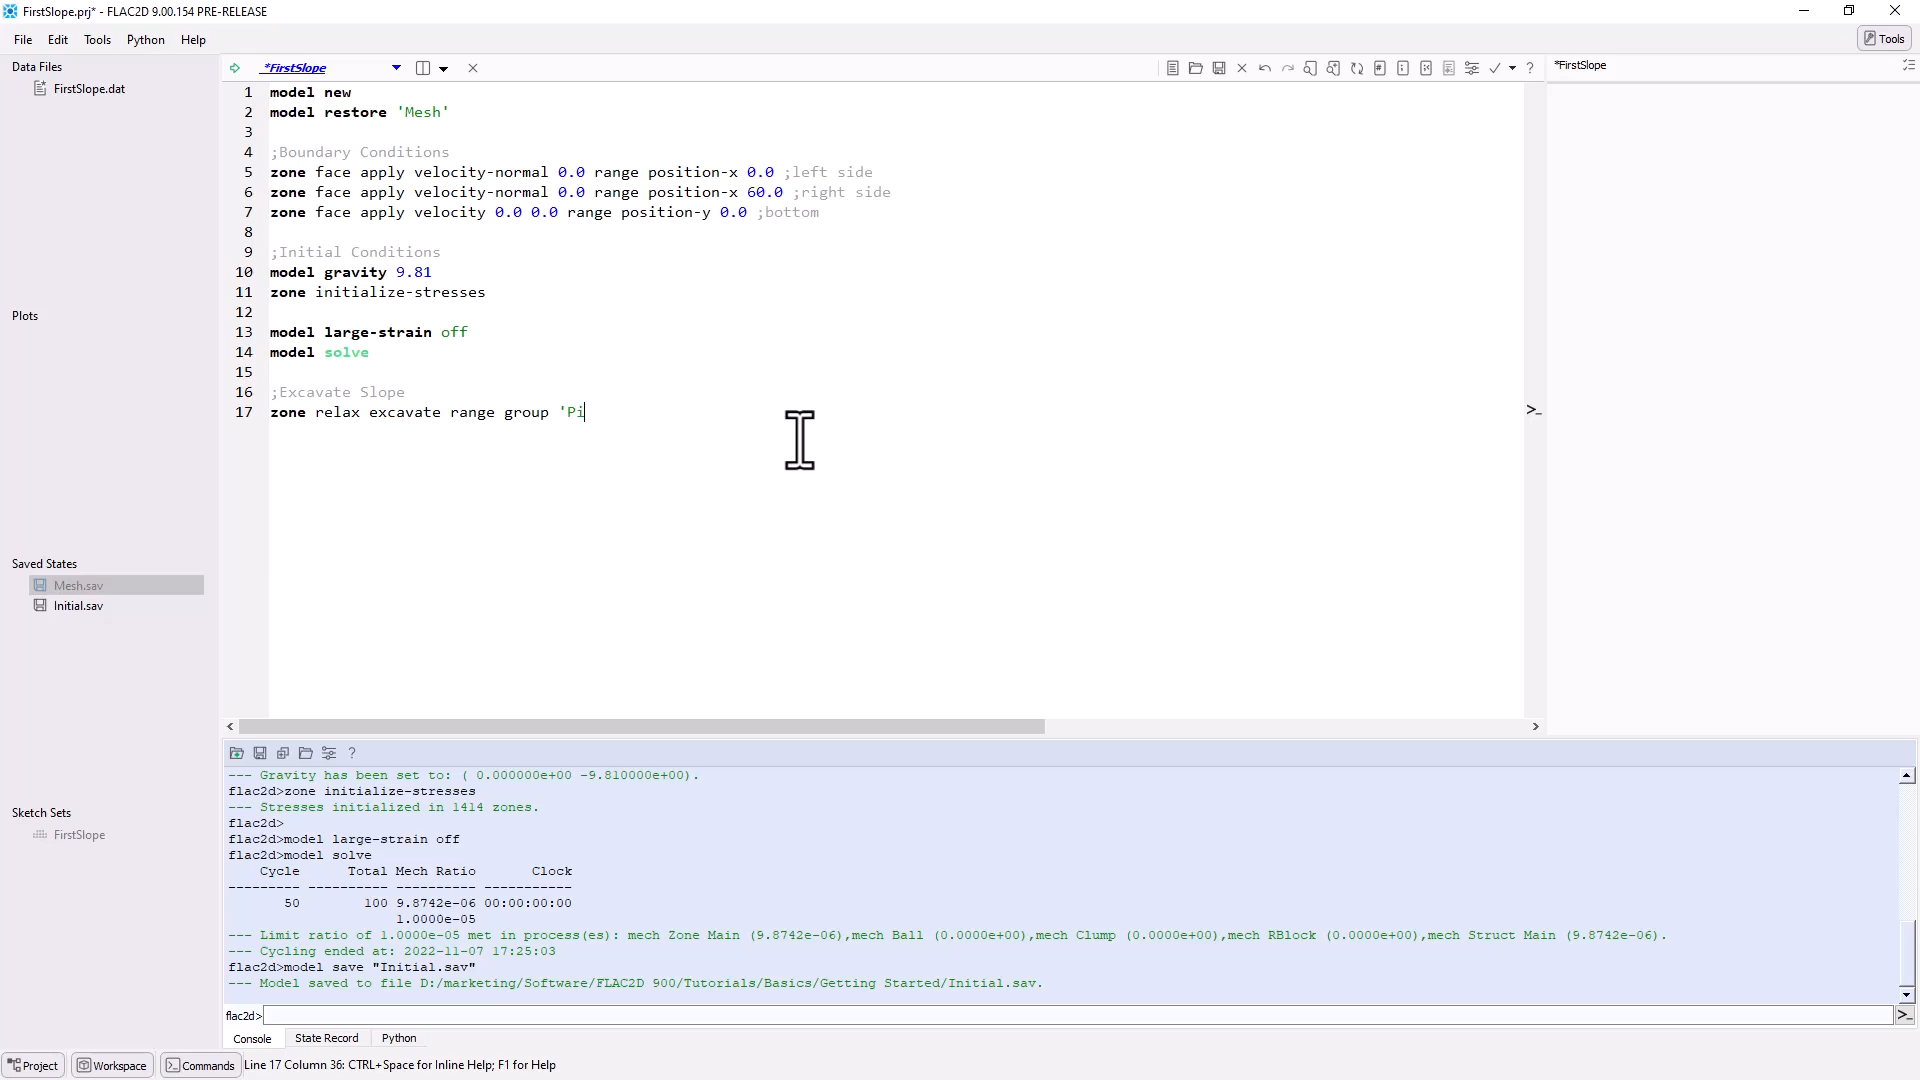 FirstSlope.prj* - FLAC2D 9.00.154 PRE-RELEASE
File Edit Tools Python Help
Tools
Data Files
FirstSlope.dat
*FirstSlope
*FirstSlope
1 model new
2 model restore 'Mesh'
3
4 ;Boundary Conditions
5 zone face apply velocity-normal 0.0 range position-x 0.0 ;left side
6 zone face apply velocity-normal 0.0 range position-x 60.0 ;right side
7 zone face apply velocity 0.0 0.0 range position-y 0.0 ;bottom
8
9 ;Initial Conditions
10 model gravity 9.81
11 zone initialize-stresses
12
13 model large-strain off
14 model solve
15
16 ;Excavate Slope
17 zone relax excavate range group 'Pi
Plots
Saved States
Mesh.sav
Initial.sav
Sketch Sets
FirstSlope
--- Gravity has been set to: ( 0.000000e+00 -9.810000e+00).
flac2d>zone initialize-stresses
--- Stresses initialized in 1414 zones.
flac2d>
flac2d>model large-strain off
flac2d>model solve
Cycle Total Mech Ratio Clock
--------- ---------- ---------- -----------
50 100 9.8742e-06 00:00:00:00
1.0000e-05
--- Limit ratio of 1.0000e-05 met in process(es): mech Zone Main (9.8742e-06),mech Ball (0.0000e+00),mech Clump (0.0000e+00),mech RBlock (0.0000e+00),mech Struct Main (9.8742e-06).
--- Cycling ended at: 2022-11-07 17:25:03
flac2d>model save "Initial.sav"
--- Model saved to file D:/marketing/Software/FLAC2D 900/Tutorials/Basics/Getting Started/Initial.sav.
flac2d>
Console State Record Python
Project Workspace Commands Line 17 Column 36: CTRL+Space for Inline Help; F1 for Help